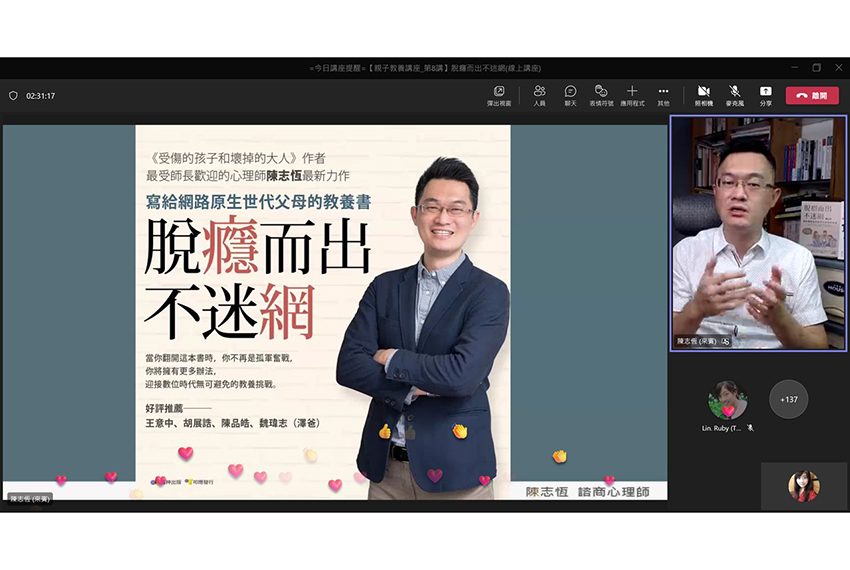 =今日講座提醒=【親子教養講座_第8講】脫癮而出不迷網(線上講座)
02:31:17
彈出視窗
人員
聊天
表情符號
應用程式
其他
照相機
麥克風
分享
離開
《受傷的孩子和壞掉的大人》作者
最受師長歡迎的心理師陳志恆最新力作
寫給網路原生世代父母的教養書
脫癮而出
不迷網
當你翻開這本書時，你不再是孤軍奮戰，
你將擁有更多辦法，
迎接數位時代無可避免的教養挑戰。
好評推薦
王意中、胡展誥、陳品皓、魏瑋志（澤爸）
陳志恆 諮商心理師
陳志恆 (來賓)
脫癮而出
不迷網
陳志恆 (來賓)
Lin. Ruby (T...
+137